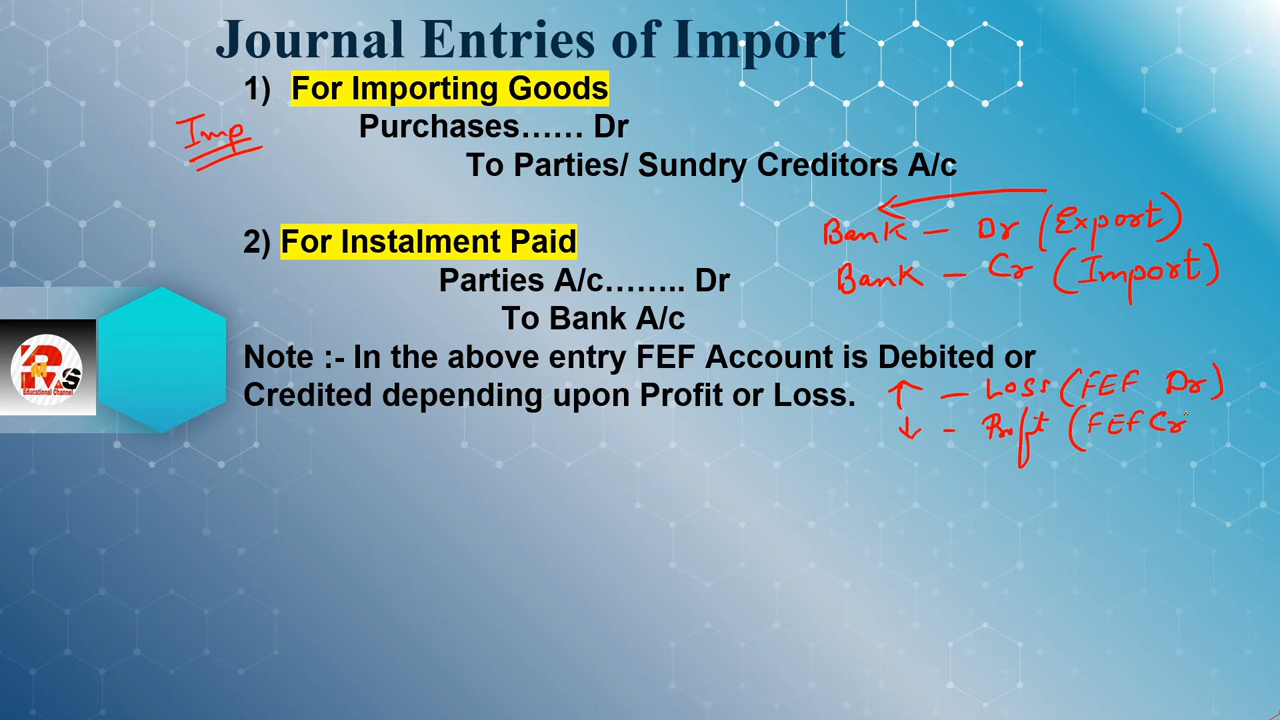 Journal Entries of Import
1) For Importing Goods
Imp
Purchases…… Dr
To Parties/ Sundry Creditors A/c
Bank – Dr (Export)
2) For Instalment Paid
Bank – Cr (Import)
Parties A/c…….. Dr
To Bank A/c
Note :- In the above entry FEF Account is Debited or
Credited depending upon Profit or Loss.
↑ – Loss (FEF Dr)
↓ – Profit (FEF Cr
Educational Channel